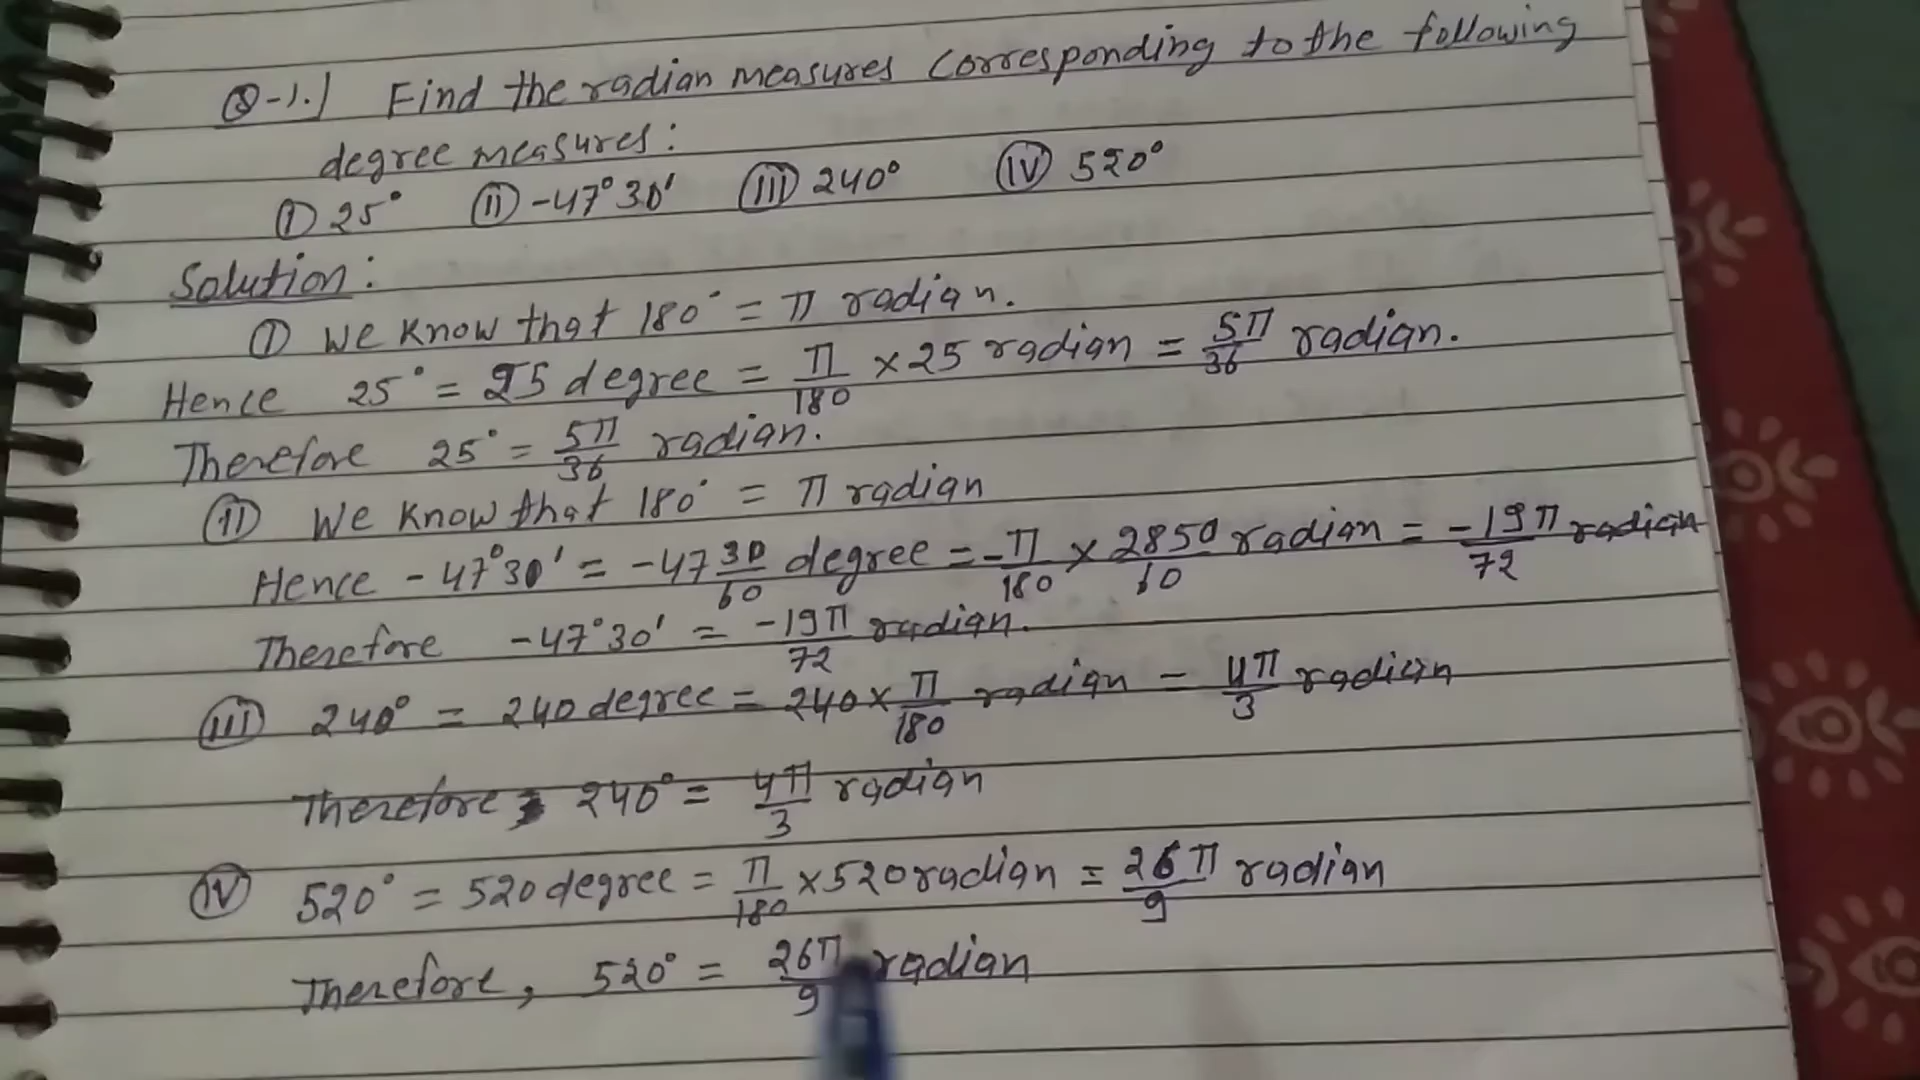 Q-1.) Find the radian measures corresponding to the following
degree measures:
(I) 25° (II) -47°30' (III) 240° (IV) 520°
Solution:
(I) We know that 180° = π radian.
Hence 25° = 25 degree = π/180 × 25 radian = 5π/36 radian.
Therefore 25° = 5π/36 radian.
(II) We know that 180° = π radian
Hence -47°30' = -47 30/60 degree = -π/180 × 2850/60 radian = -19π/72 radian
Therefore -47°30' = -19π/72 radian.
(III) 240° = 240 degree = 240 × π/180 radian = 4π/3 radian
Therefore, 240° = 4π/3 radian
(IV) 520° = 520 degree = π/180 × 520 radian = 26π/9 radian
Therefore, 520° = 26π/9 radian